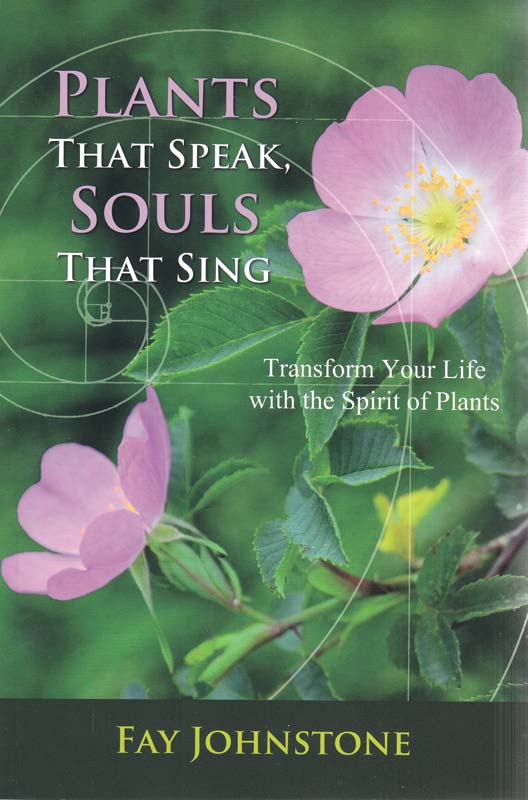 PLANTS
THAT SPEAK,
SOULS
THAT SING
Transform Your Life
with the Spirit of Plants
FAY JOHNSTONE